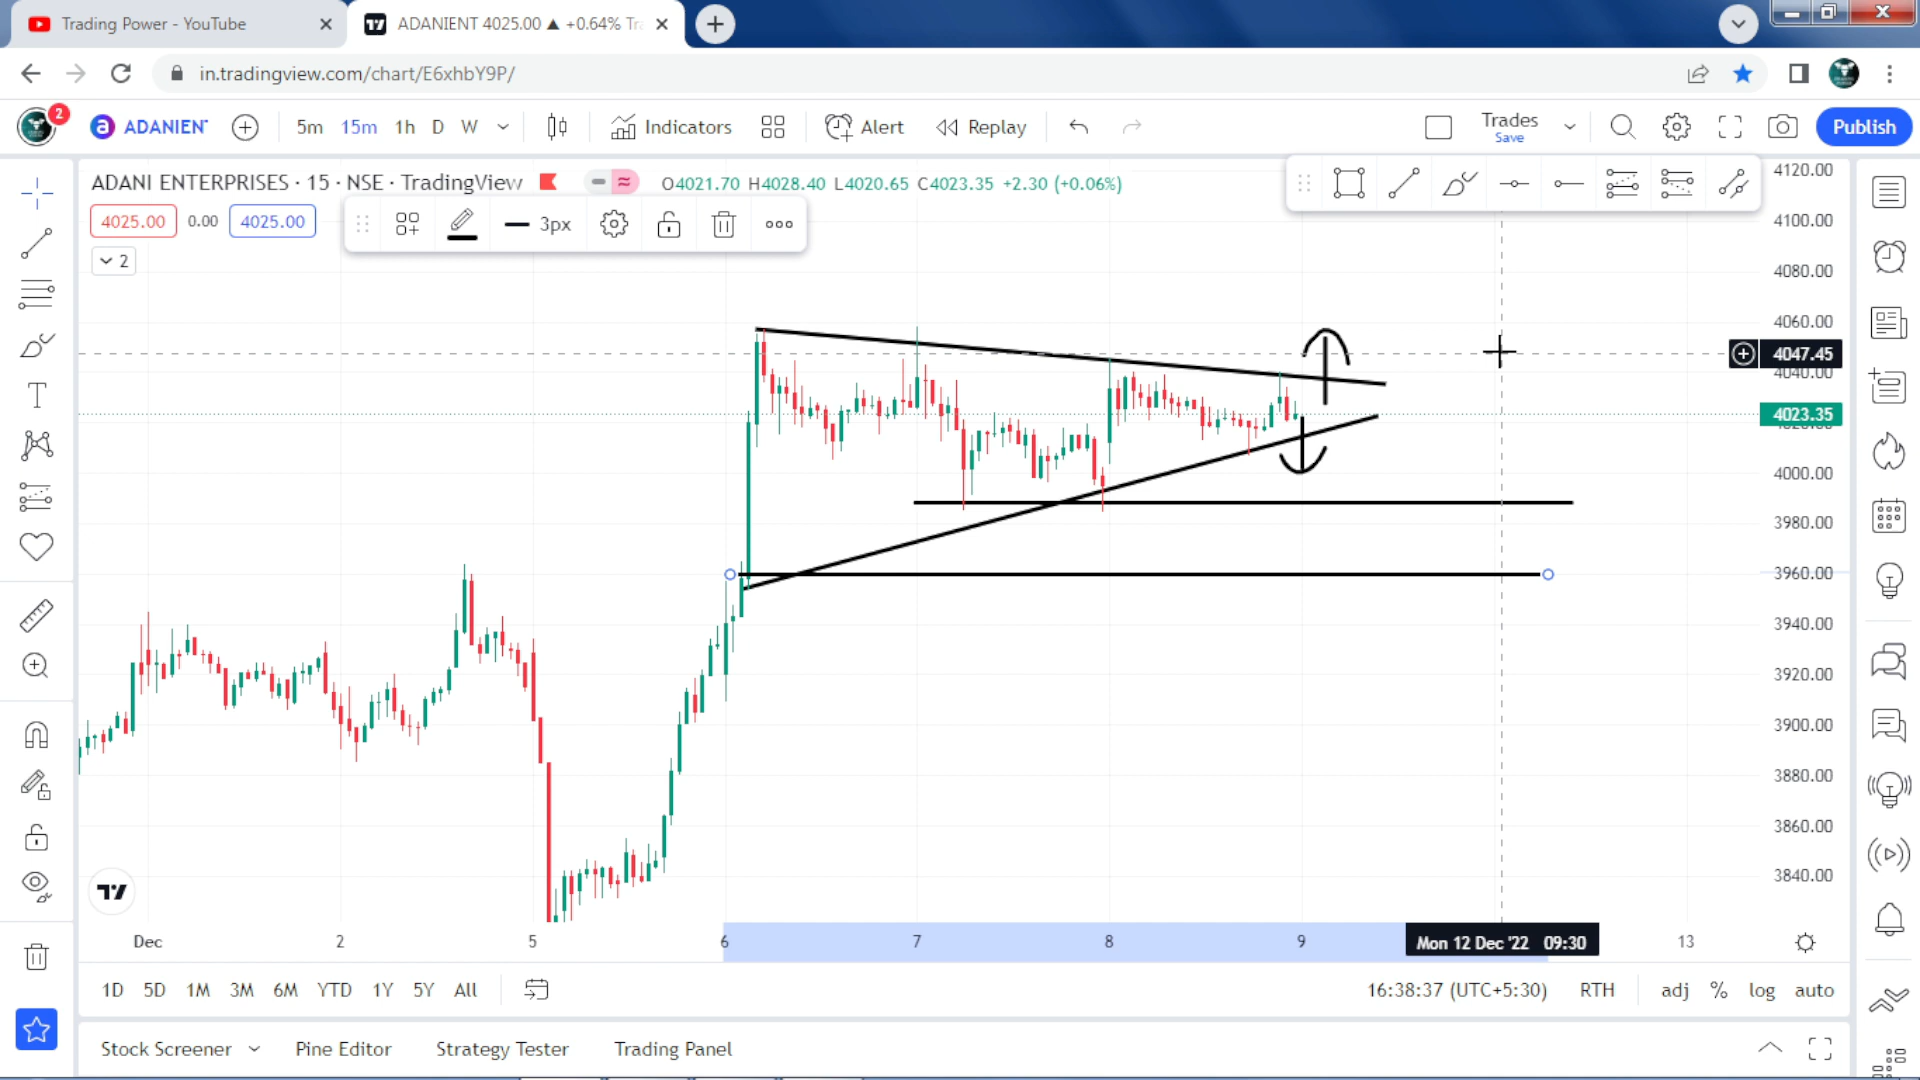 Trading Power - YouTube
ADANIENT 4025.00 ▲ +0.64%
in.tradingview.com/chart/E6xhbY9P/
2
ADANIENT
5m 15m 1h D W
Indicators
Alert
Replay
Trades
Save
Publish
ADANI ENTERPRISES · 15 · NSE · TradingView
O4021.70 H4028.40 L4020.65 C4023.35 +2.30 (+0.06%)
4025.00 0.00 4025.00
3px
2
4120.00
4100.00
4080.00
4060.00
4047.45
4040.00
4023.35
4020.00
4000.00
3980.00
3960.00
3940.00
3920.00
3900.00
3880.00
3860.00
3840.00
Dec 2 5 6 7 8 9 Mon 12 Dec '22 09:30 13
1D 5D 1M 3M 6M YTD 1Y 5Y All
16:38:37 (UTC+5:30) RTH adj % log auto
Stock Screener Pine Editor Strategy Tester Trading Panel